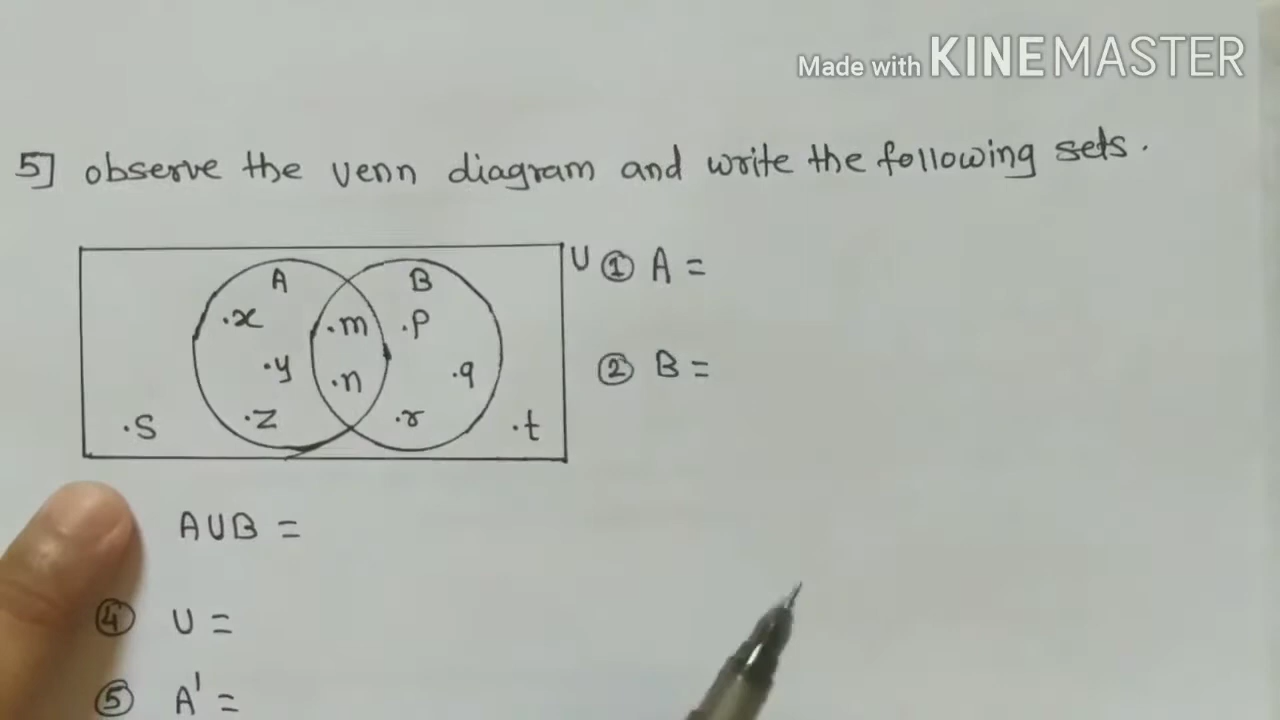 Made with KINEMASTER
5] observe the venn diagram and write the following sets.
U
A B
.x .m .p
.y .n .q
.z .r
.s .t
① A =
② B =
A∪B =
④ U =
⑤ A' =